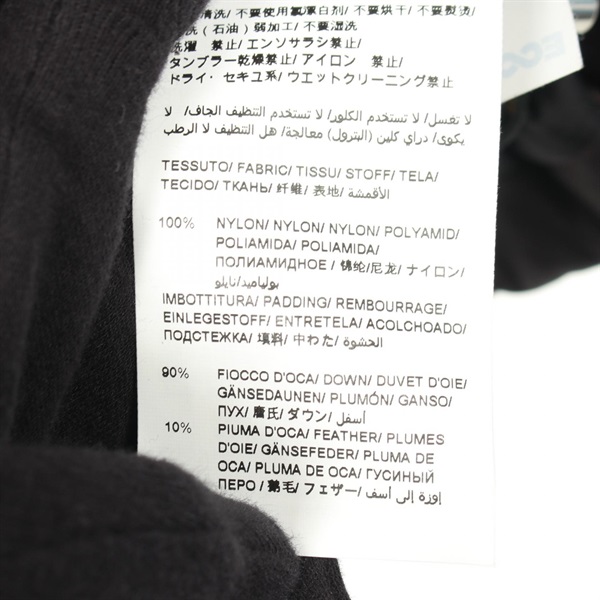 清洗/ 不要使用氯漂白剂/ 不要烘干/ 不要熨烫/
洗（石油）弱加工/ 不要湿洗
洗濯 禁止/ エンソサラシ禁止/
タンブラー乾燥禁止/ アイロン 禁止/
ドライ・セキユ系/ ウエットクリーニング禁止
لا تغسل/ لا تستخدم الكلور/ لا تستخدم التنظيف الجاف/ لا
يكوى/ دراي كلين (البترول) معالجة/ هل التنظيف لا الرطب
TESSUTO/ FABRIC/ TISSU/ STOFF/ TELA/
TECIDO/ ТКАНЬ/ 纤维/ 表地/ الأقمشة
100% NYLON/ NYLON/ NYLON/ POLYAMID/
POLIAMIDA/ POLIAMIDA/
ПОЛИАМИДНОЕ / 锦纶/尼龙/ ナイロン/
بولياميد/نايلو
IMBOTTITURA/ PADDING/ REMBOURRAGE/
EINLEGESTOFF/ ENTRETELA/ ACOLCHOADO/
ПОДСТЕЖКА/ 填料/ 中わた/ الحشوة
90% FIOCCO D'OCA/ DOWN/ DUVET D'OIE/
GÄNSEDAUNEN/ PLUMÓN/ GANSO/
ПУХ/ 詹氏/ ダウン/ أسفل
10% PIUMA D'OCA/ FEATHER/ PLUMES
D'OIE/ GÄNSEFEDER/ PLUMA DE
OCA/ PLUMA DE OCA/ ГУСИНЫЙ
ПЕРО / 鹅毛/ フェザー/ إوزة إلى أسف